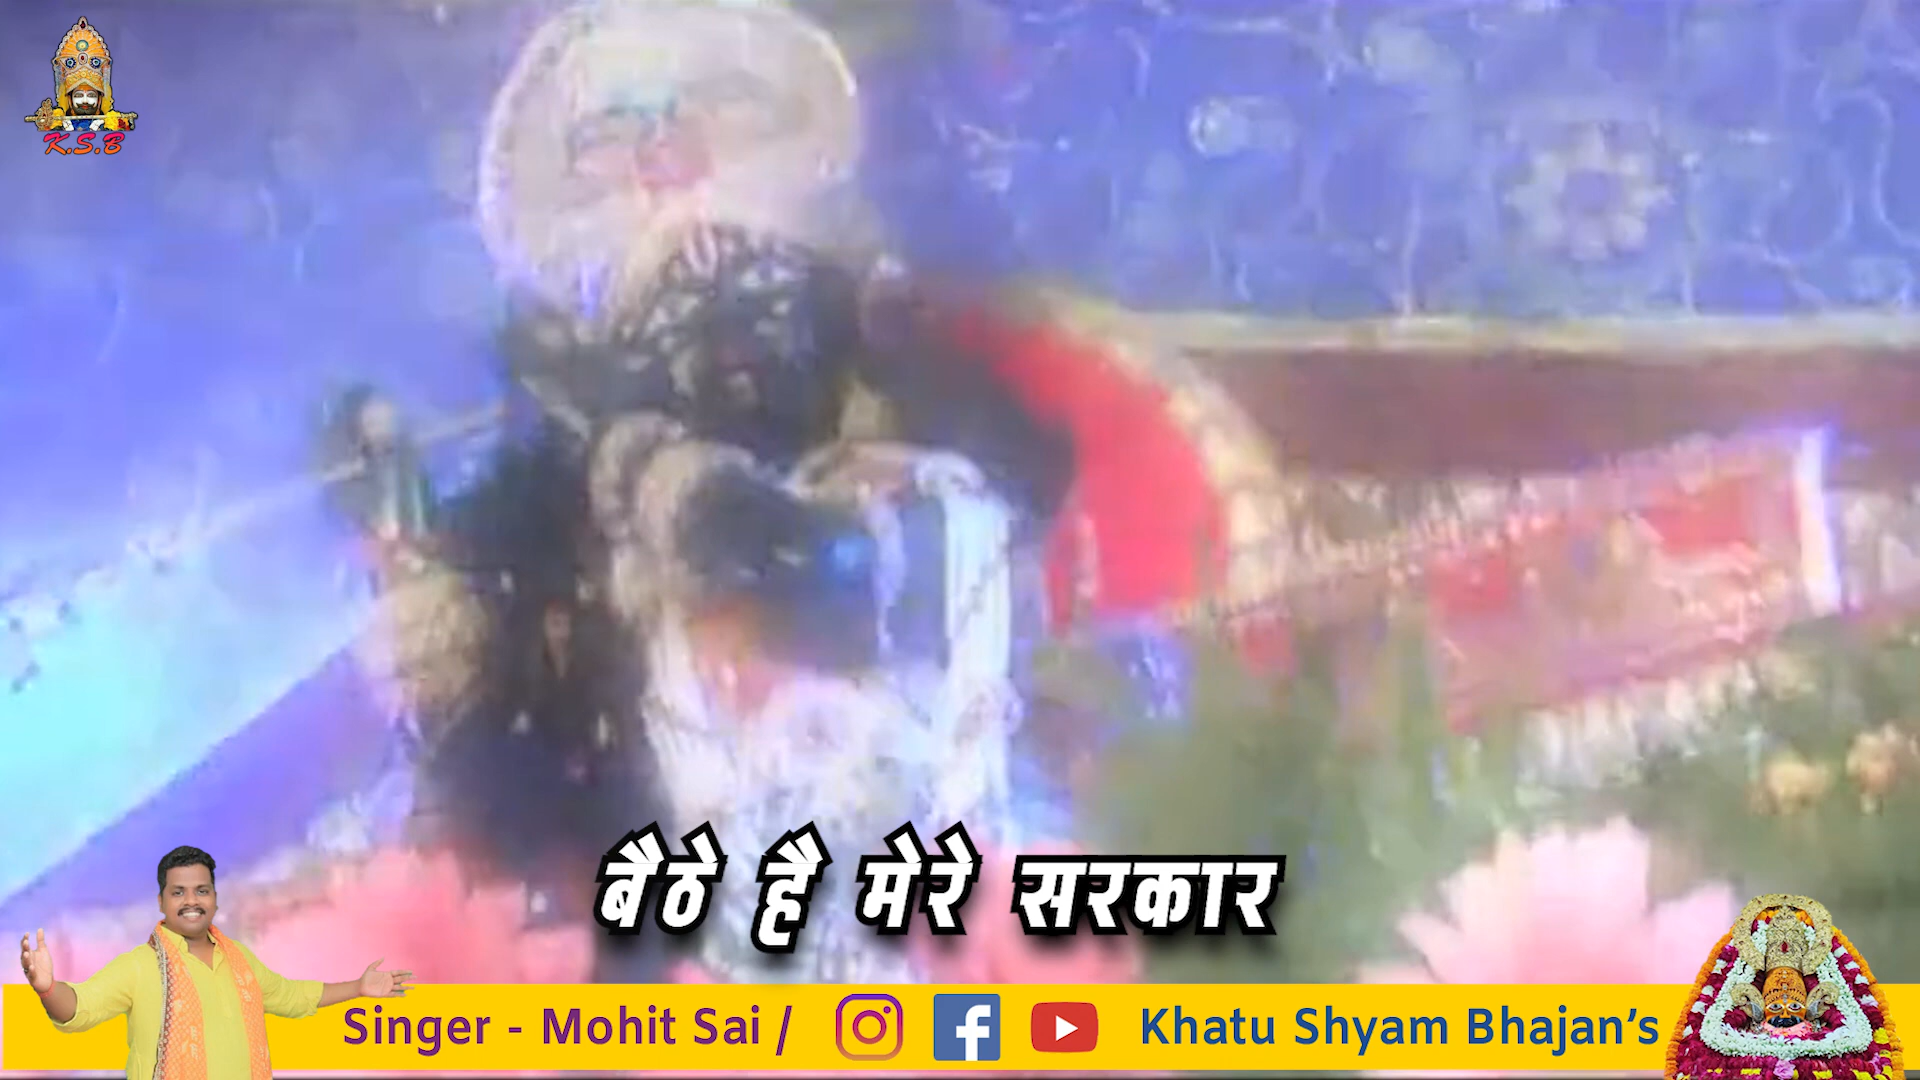 K.S.B
बैठे है मेरे सरकार
Singer - Mohit Sai / Khatu Shyam Bhajan’s